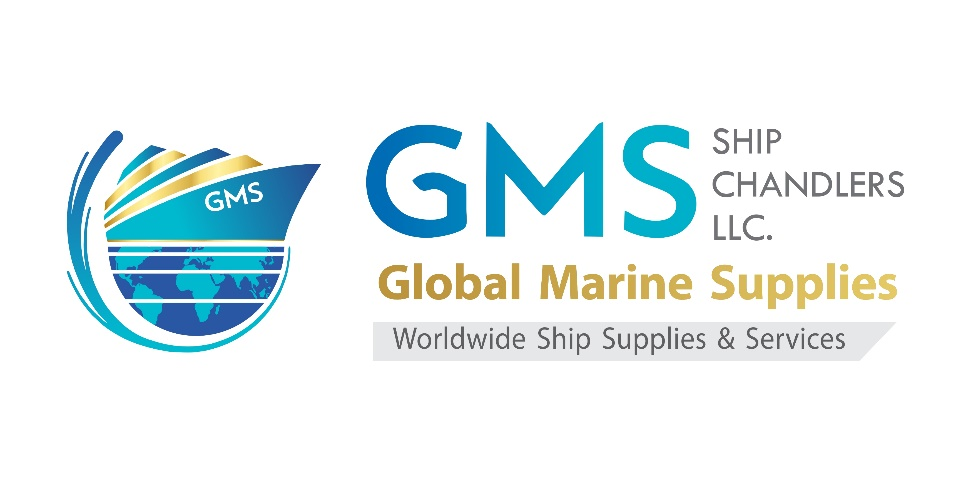 GMS
GMS
SHIP
CHANDLERS
LLC.
Global Marine Supplies
Worldwide Ship Supplies & Services